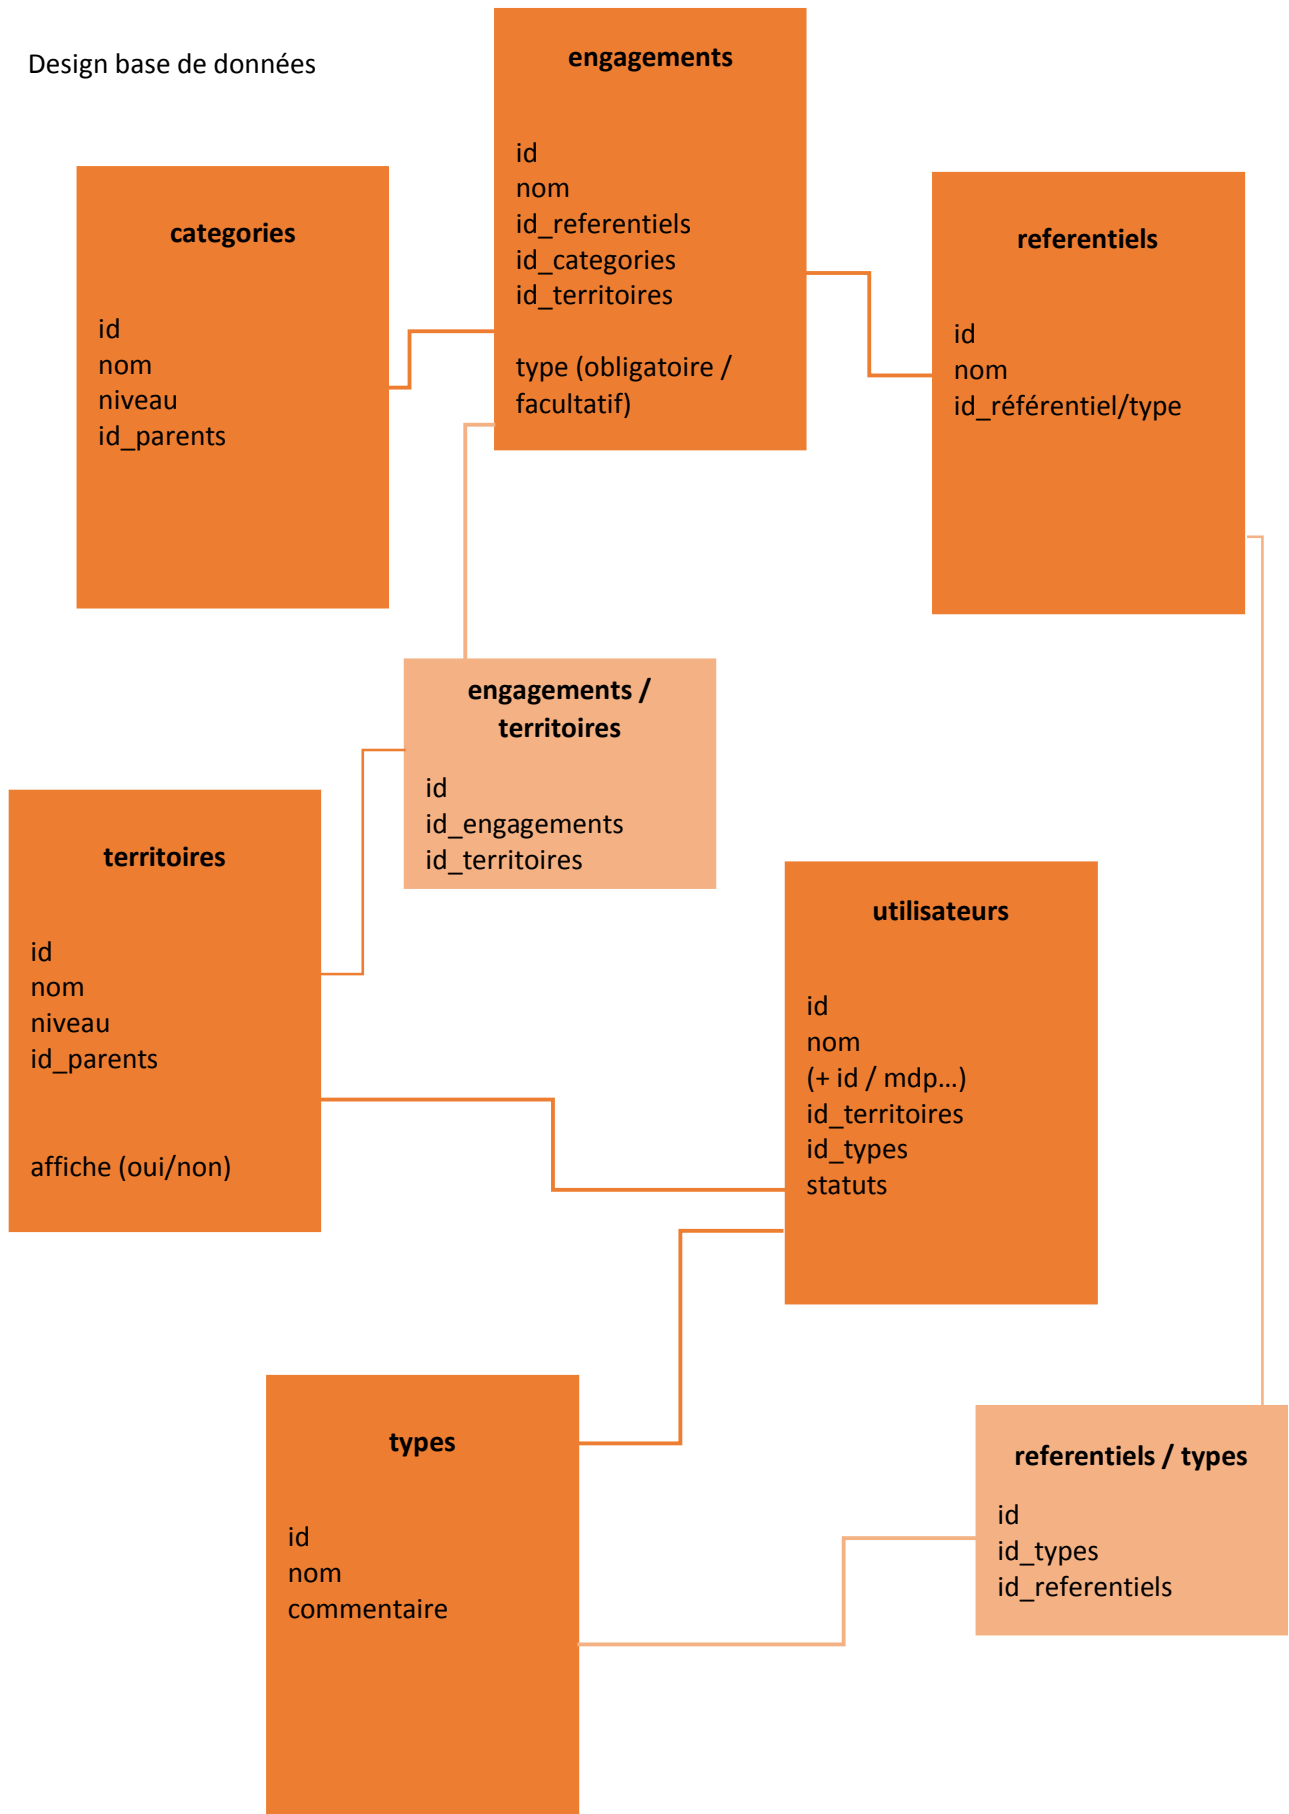 Design base de données
engagements
id
nom
id_referentiels
id_categories
id_territoires
type (obligatoire /
facultatif)
categories
id
nom
niveau
id_parents
referentiels
id
nom
id_référentiel/type
engagements /
territoires
id
id_engagements
id_territoires
territoires
id
nom
niveau
id_parents
affiche (oui/non)
utilisateurs
id
nom
(+ id / mdp...)
id_territoires
id_types
statuts
types
id
nom
commentaire
referentiels / types
id
id_types
id_referentiels